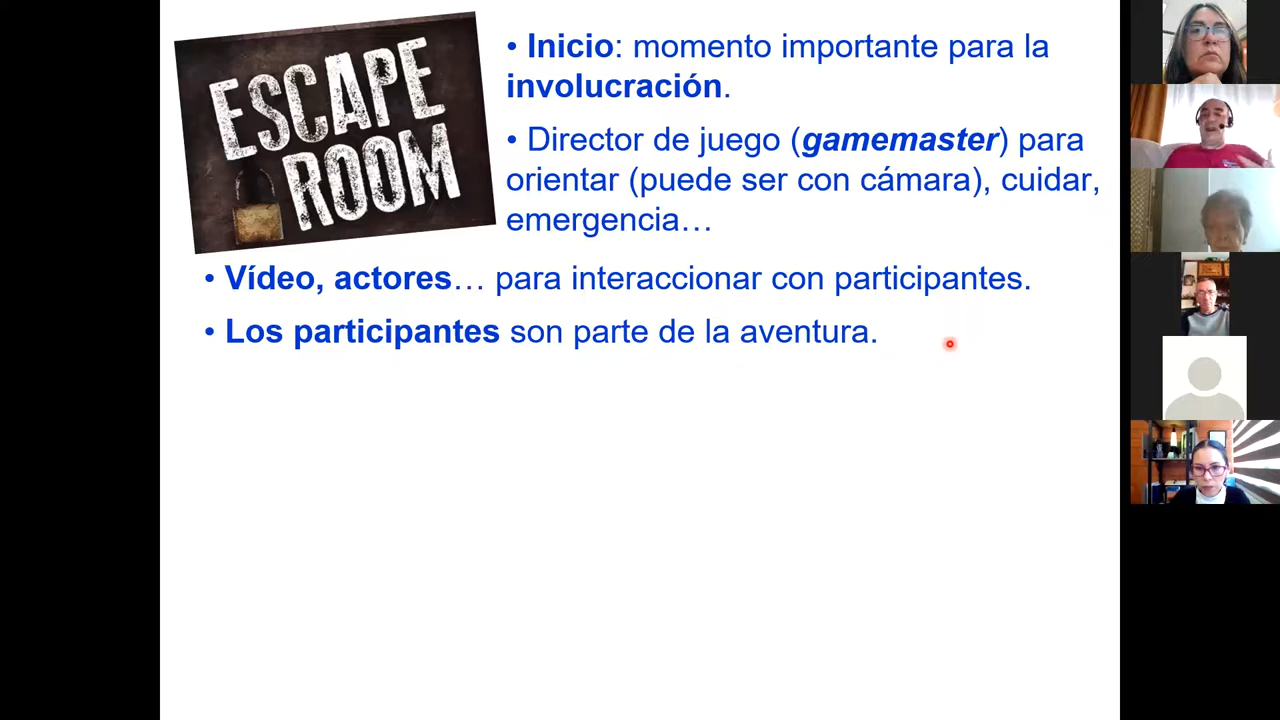 ESCAPE
ROOM
• Inicio: momento importante para la
involucración.
• Director de juego (gamemaster) para
orientar (puede ser con cámara), cuidar,
emergencia…
• Vídeo, actores… para interaccionar con participantes.
• Los participantes son parte de la aventura.